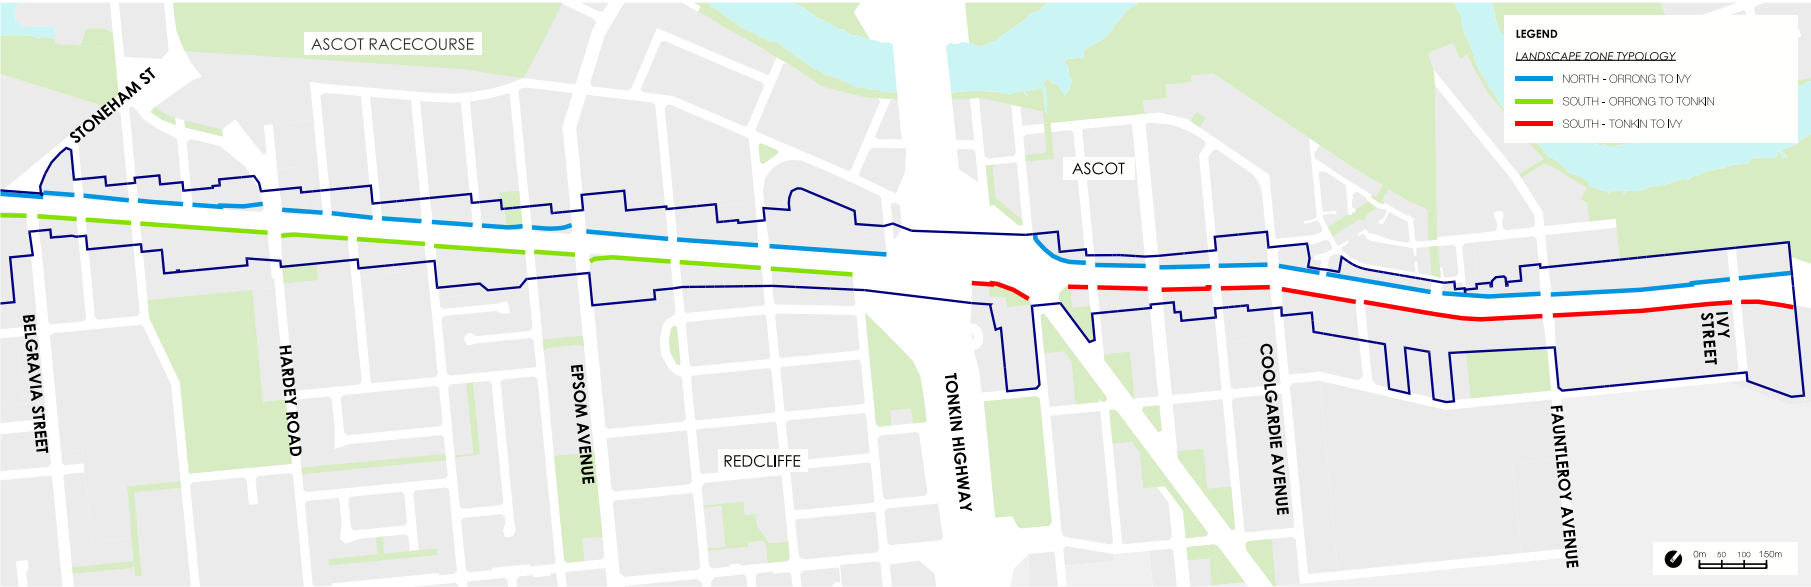 ASCOT RACECOURSE
STONEHAM ST
LEGEND
LANDSCAPE ZONE TYPOLOGY
NORTH - ORRONG TO IVY
SOUTH - ORRONG TO TONKIN
SOUTH - TONKIN TO IVY
ASCOT
BELGRAVIA STREET
HARDEY ROAD
EPSOM AVENUE
REDCLIFFE
TONKIN HIGHWAY
COOLGARDIE AVENUE
FAUNTLEROY AVENUE
IVY
STREET
0m 50 100 150m